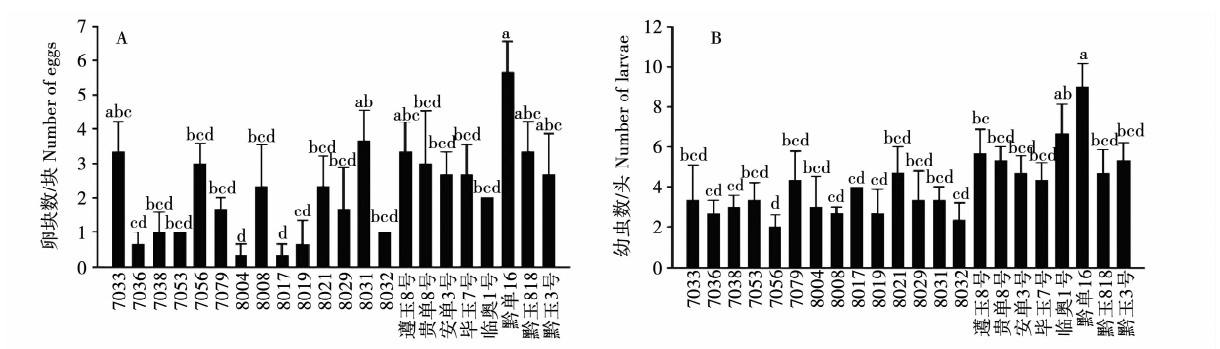 A
卵块数/块 Number of eggs
7
6
5
4
3
2
1
0
abc
cd
bcd
bcd
bcd
bcd
d
bcd
d
cd
bcd
bcd
ab
bcd
abc
bcd
bcd
bcd
bcd
a
abc
abc
7033
7036
7038
7053
7056
7079
8004
8008
8017
8019
8021
8029
8031
8032
遵玉8号
贵单8号
安单3号
毕玉7号
临奥1号
黔单16
黔玉818
黔玉3号
B
幼虫数/头 Number of larvae
12
10
8
6
4
2
0
bcd
cd
cd
bcd
d
bcd
bcd
cd
cd
cd
bcd
bcd
bcd
cd
bc
bcd
bcd
bcd
ab
a
bcd
bcd
7033
7036
7038
7053
7056
7079
8004
8008
8017
8019
8021
8029
8031
8032
遵玉8号
贵单8号
安单3号
毕玉7号
临奥1号
黔单16
黔玉818
黔玉3号